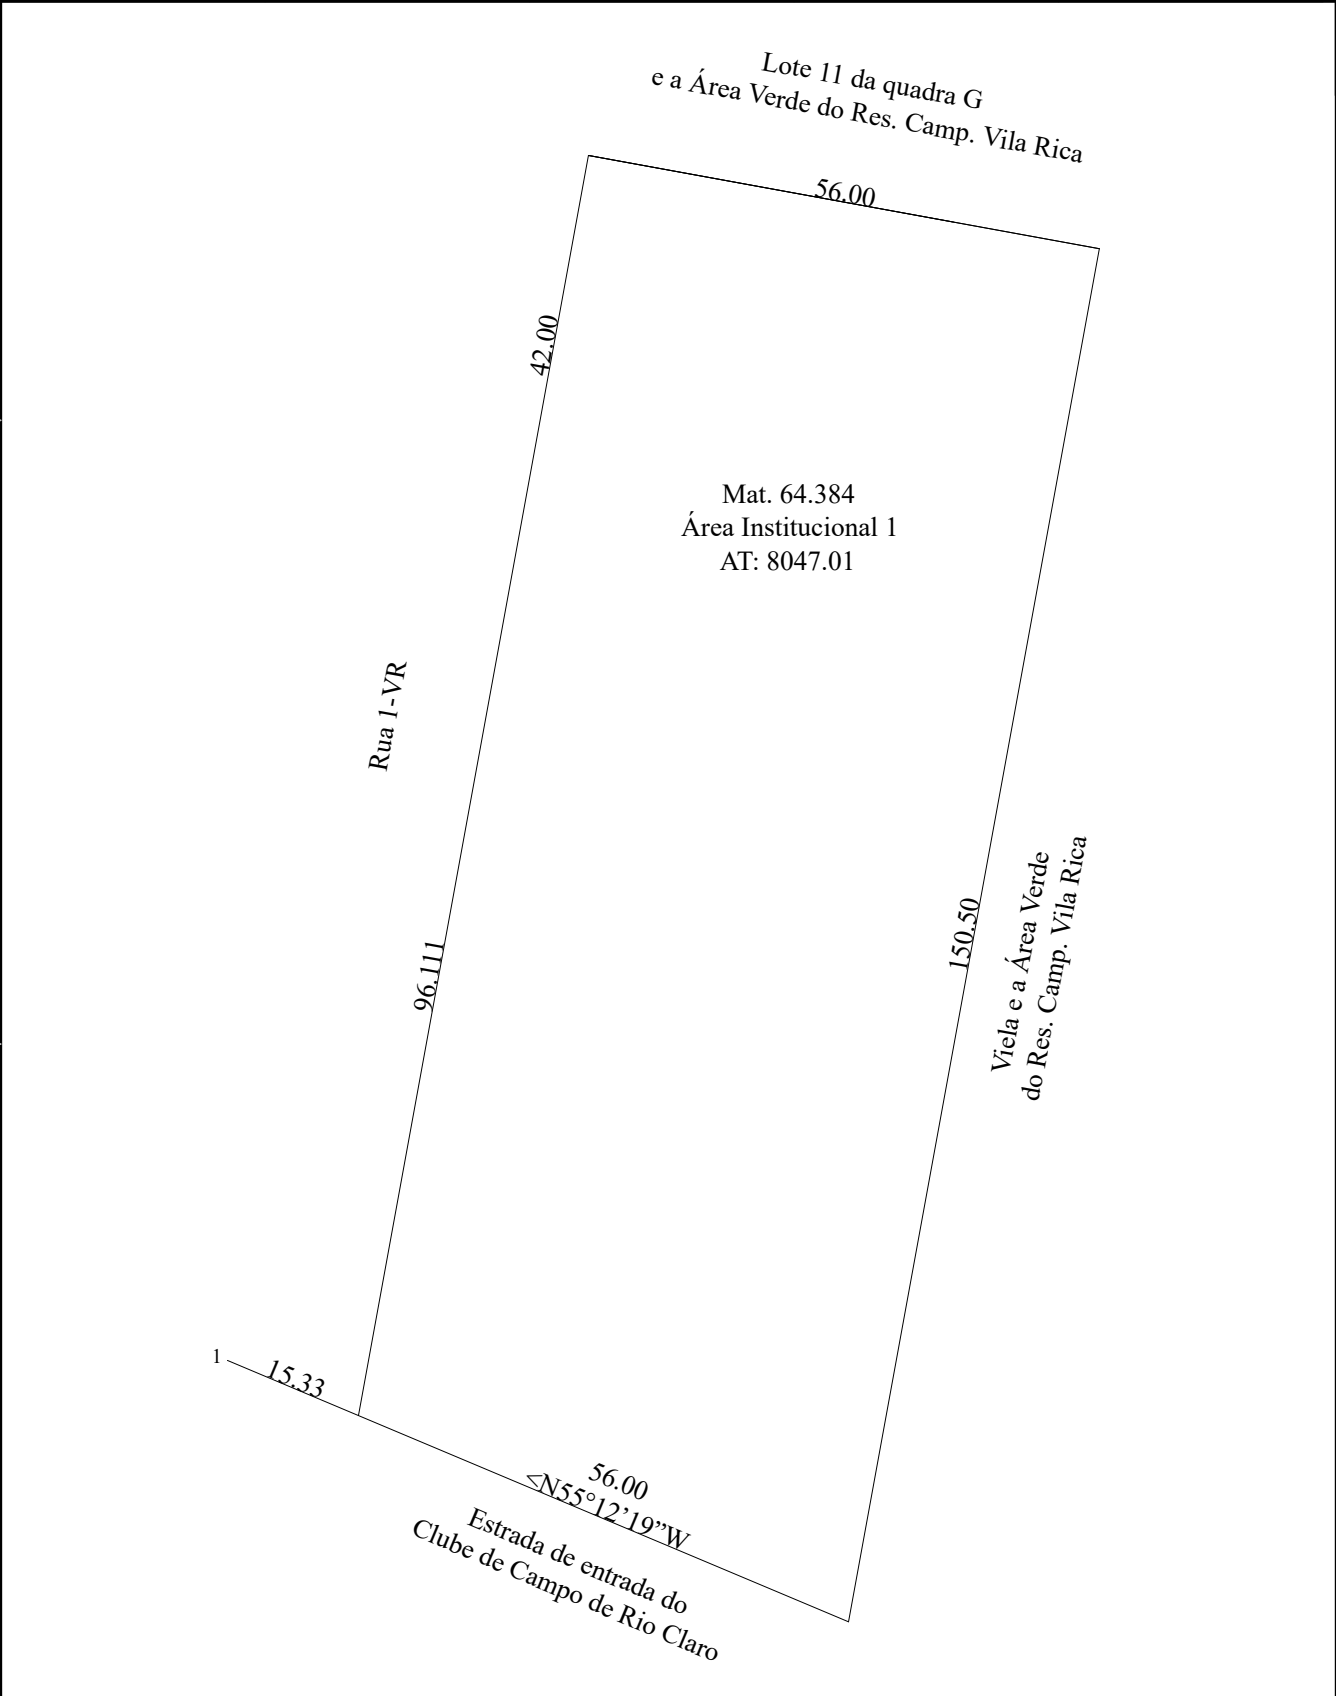 Lote 11 da quadra G
e a Área Verde do Res. Camp. Vila Rica
56.00
42.00
Mat. 64.384
Área Institucional 1
AT: 8047.01
Rua 1-VR
Viela e a Área Verde
do Res. Camp. Vila Rica
150.50
96.111
1
15.33
56.00
<N55°12’19”W
Estrada de entrada do
Clube de Campo de Rio Claro